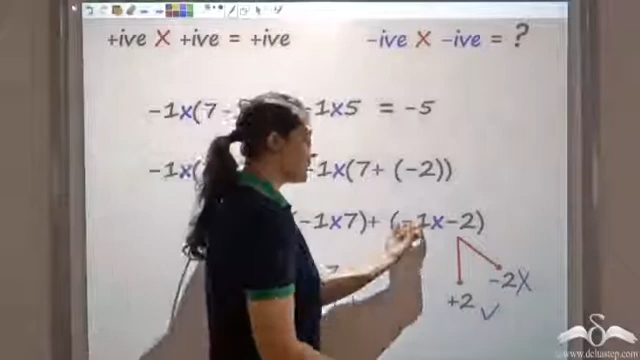 +ive X +ive = +ive -ive X -ive = ?
-1x(7- -1x5 = -5
-1x( -1x(7+ (-2))
(-1x7)+ (-1x-2)
-2X
+2 ✓
www.deltastep.com